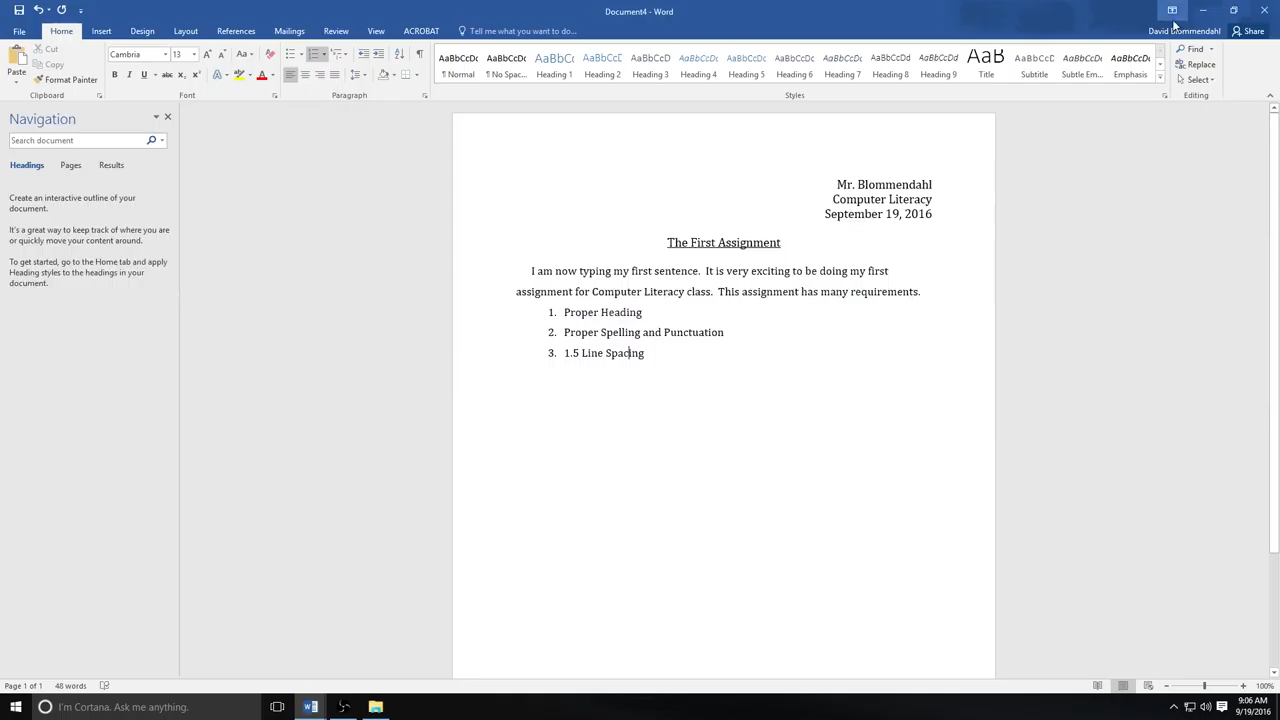 Document4 - Word
File Home Insert Design Layout References Mailings Review View ACROBAT Tell me what you want to do... David Blommendahl Share
Paste Cut Copy Format Painter
Clipboard
Cambria 13 Aa
B I U abc X₂ X² A A
Font
Paragraph
AaBbCcDc AaBbCcDc AaBbCc AaBbCcDc AaBbCcDc AaBbCcDc AaBbCcDc AaBbCcDc AaBbCcDc AaBbCcDd AaBbCcDd AaB AaBbCcD AaBbCcDc AaBbCcDc
¶ Normal ¶ No Spac... Heading 1 Heading 2 Heading 3 Heading 4 Heading 5 Heading 6 Heading 7 Heading 8 Heading 9 Title Subtitle Subtle Em... Emphasis
Styles
Find
Replace
Select
Editing
Navigation
Search document
Headings Pages Results
Create an interactive outline of your
document.
It's a great way to keep track of where you are
or quickly move your content around.
To get started, go to the Home tab and apply
Heading styles to the headings in your
document.
Mr. Blommendahl
Computer Literacy
September 19, 2016
The First Assignment
I am now typing my first sentence. It is very exciting to be doing my first
assignment for Computer Literacy class. This assignment has many requirements.
1. Proper Heading
2. Proper Spelling and Punctuation
3. 1.5 Line Spacing
Page 1 of 1 48 words 100%
I'm Cortana. Ask me anything.
9:06 AM
9/19/2016